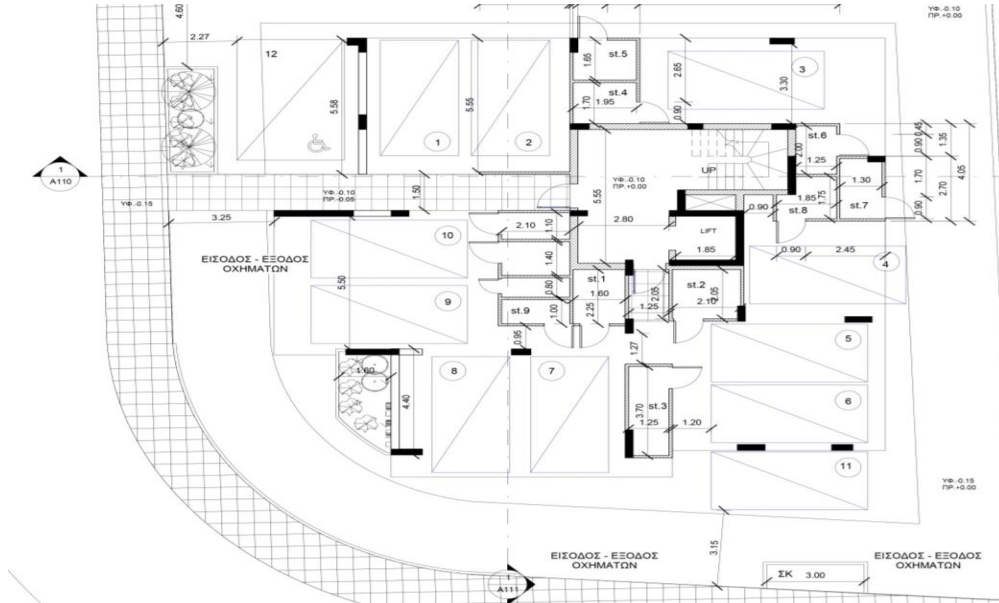 4.60
ΥΦ.-0.10
ΠΡ.+0.00
2.27
12
5.58
5.55
1
2
1.65
st.5
st.4
1.70
1.95
2.65
0.90
3
3.30
1
A110
ΥΦ.-0.15
ΥΦ.-0.10
ΠΡ.-0.05
1.50
5.55
ΥΦ.-0.10
ΠΡ.+0.00
UP
st.6
2.00
1.25
0.45
0.90
1.35
1.70
2.70
4.05
0.90
1.30
st.7
1.75
1.85
st.8
0.90
3.25
2.10
1.10
10
2.80
LIFT
1.85
ΕΙΣΟΔΟΣ - ΕΞΟΔΟΣ
ΟΧΗΜΑΤΩΝ
5.50
9
1.40
0.80
st.9
1.00
0.95
st.1
1.60
2.25
2.05
1.25
st.2
2.05
2.10
0.90
2.45
4
5
1.27
1.60
4.40
8
7
st.3
3.70
1.25
1.20
6
11
ΥΦ.-0.15
ΠΡ.+0.00
3.15
ΕΙΣΟΔΟΣ - ΕΞΟΔΟΣ
ΟΧΗΜΑΤΩΝ
ΕΙΣΟΔΟΣ - ΕΞΟΔΟΣ
ΟΧΗΜΑΤΩΝ
ΣΚ 3.00
1
A111